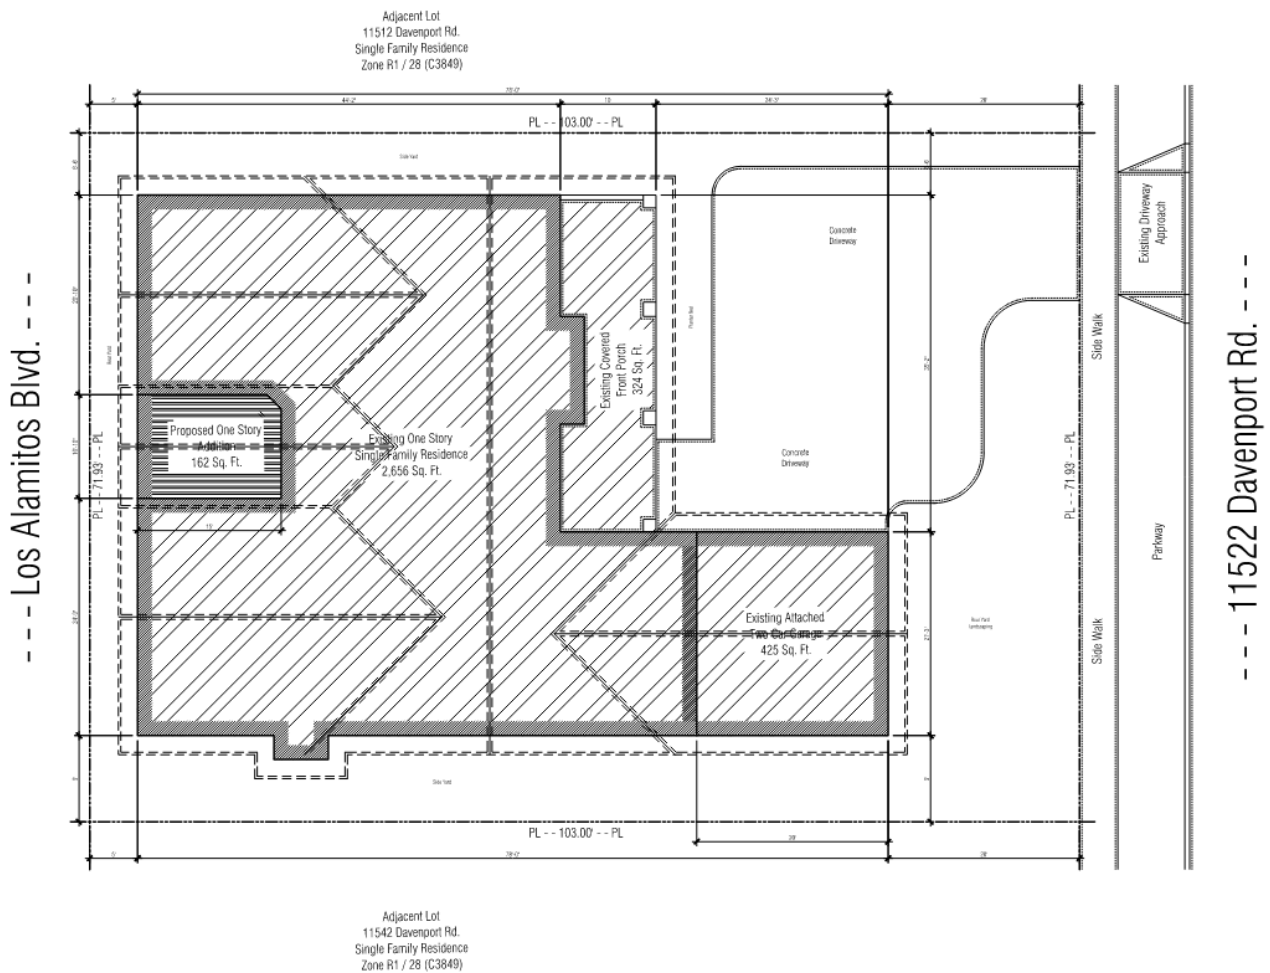 Adjacent Lot
11512 Davenport Rd.
Single Family Residence
Zone R1 / 28 (C3849)
PL - - 103.00' - - PL
Side Yard
Existing Driveway
Approach
Concrete
Driveway
Side Walk
Existing Covered
Front Porch
324 Sq. Ft.
- - - Los Alamitos Blvd. - - -
- - - 11522 Davenport Rd. - - -
Proposed One Story
Addition
162 Sq. Ft.
Existing One Story
Single Family Residence
2,656 Sq. Ft.
Concrete
Driveway
PL - - 71.93' - - PL
PL - - 71.93' - - PL
Parkway
Existing Attached
Two Car Garage
425 Sq. Ft.
Side Walk
Side Yard
PL - - 103.00' - - PL
Adjacent Lot
11542 Davenport Rd.
Single Family Residence
Zone R1 / 28 (C3849)